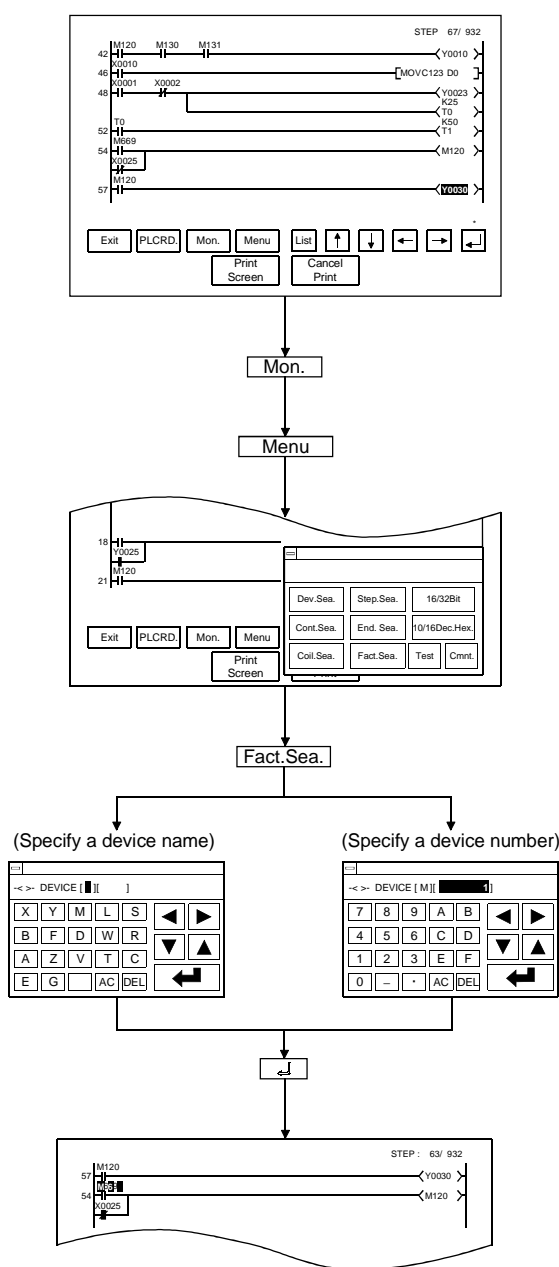 STEP 67/ 932
M120 M130 M131
42 Y0010
X0010
46 MOVC123 D0
X0001 X0002
48 Y0023
K25
T0
T0 K50
52 T1
M669
54 M120
X0025
M120
57 Y0030
*
Exit PLCRD. Mon. Menu List
Print Screen
Cancel Print
Mon.
Menu
18
Y0025
M120
21
Dev.Sea. Step.Sea. 16/32Bit
Cont.Sea. End. Sea. 10/16Dec.Hex.
Coil.Sea. Fact.Sea. Test Cmnt.
Exit PLCRD. Mon. Menu
Print Screen
Fact.Sea.
(Specify a device name) (Specify a device number)
-< >- DEVICE [ ][ ]
X Y M L S
B F D W R
A Z V T C
E G AC DEL
-< >- DEVICE [ M ][ 1 ]
7 8 9 A B
4 5 6 C D
1 2 3 E F
0 – · AC DEL
STEP : 63/ 932
M120
57 Y0030
54 M120
X0025